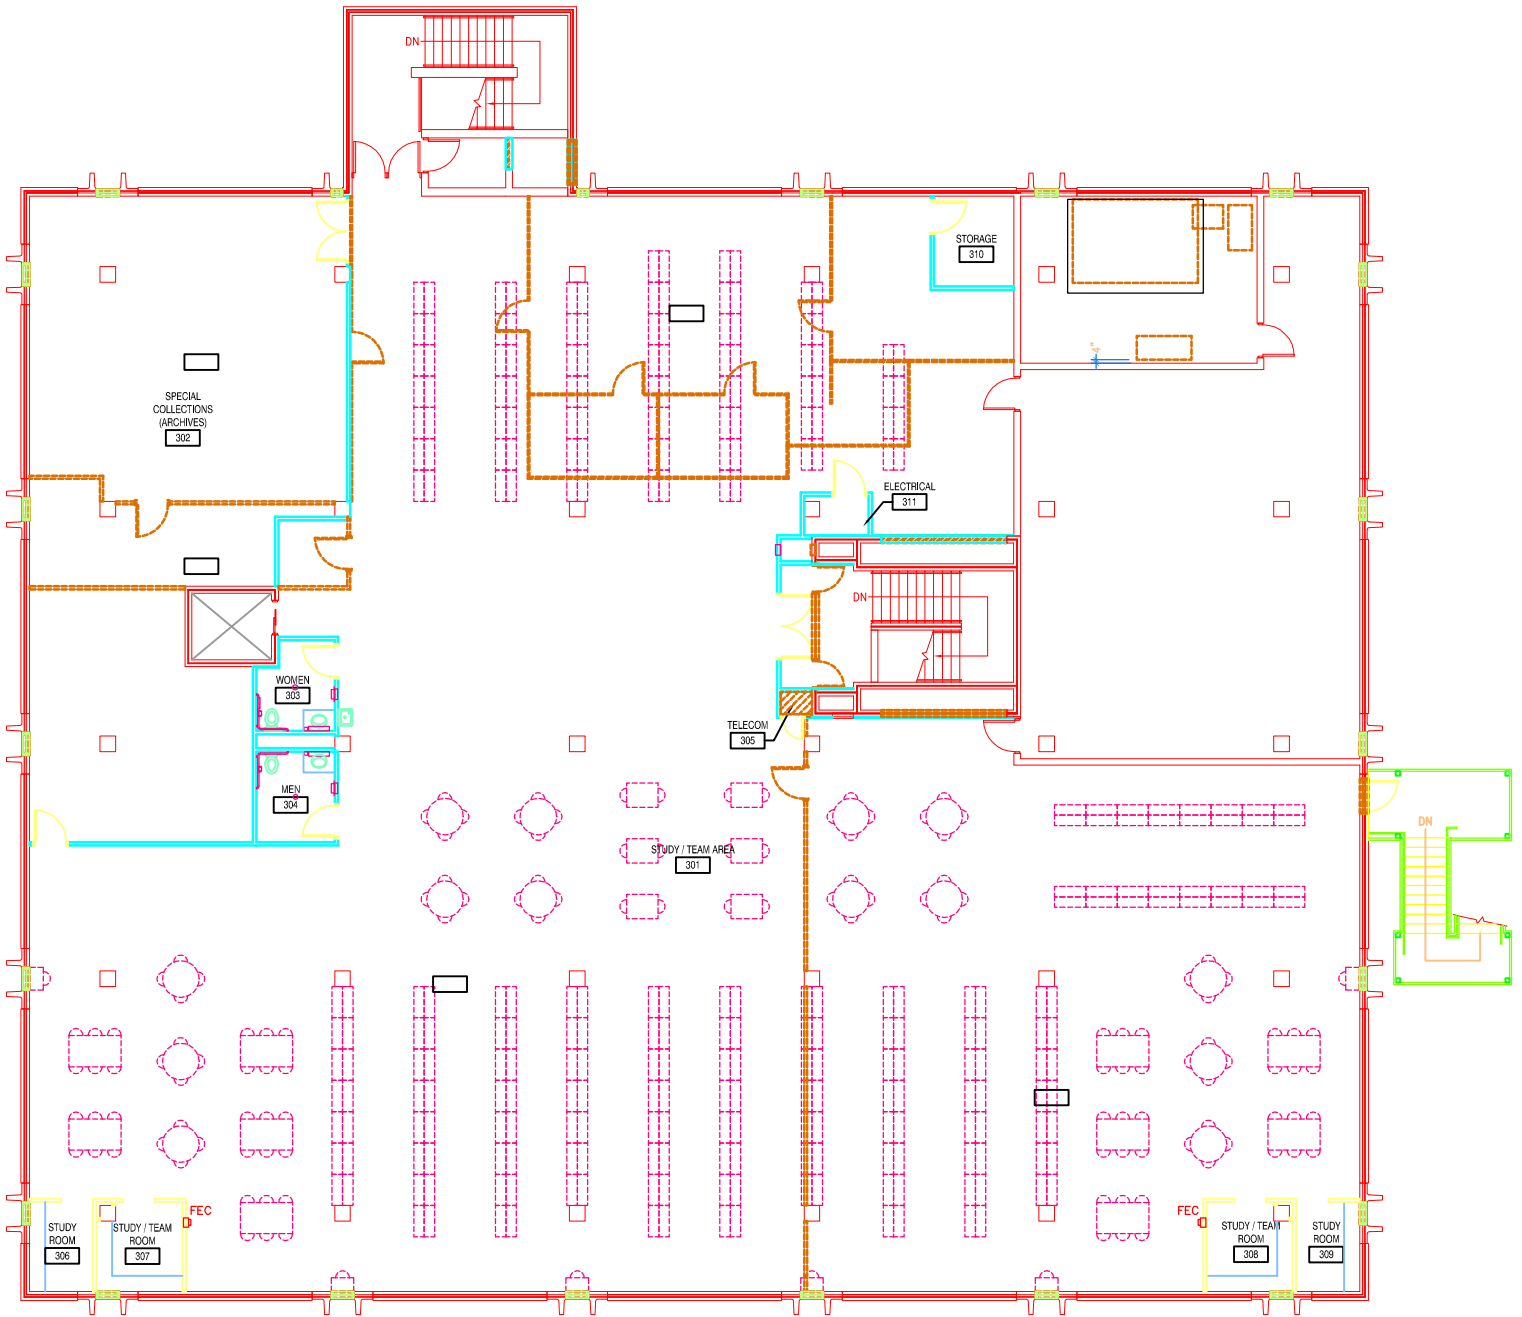 DN
STORAGE
310
4"
SPECIAL
COLLECTIONS
(ARCHIVES)
302
ELECTRICAL
311
DN
WOMEN
303
TELECOM
305
MEN
304
STUDY / TEAM AREA
301
DN
FEC
FEC
STUDY
ROOM
306
STUDY / TEAM
ROOM
307
STUDY / TEAM
ROOM
308
STUDY
ROOM
309